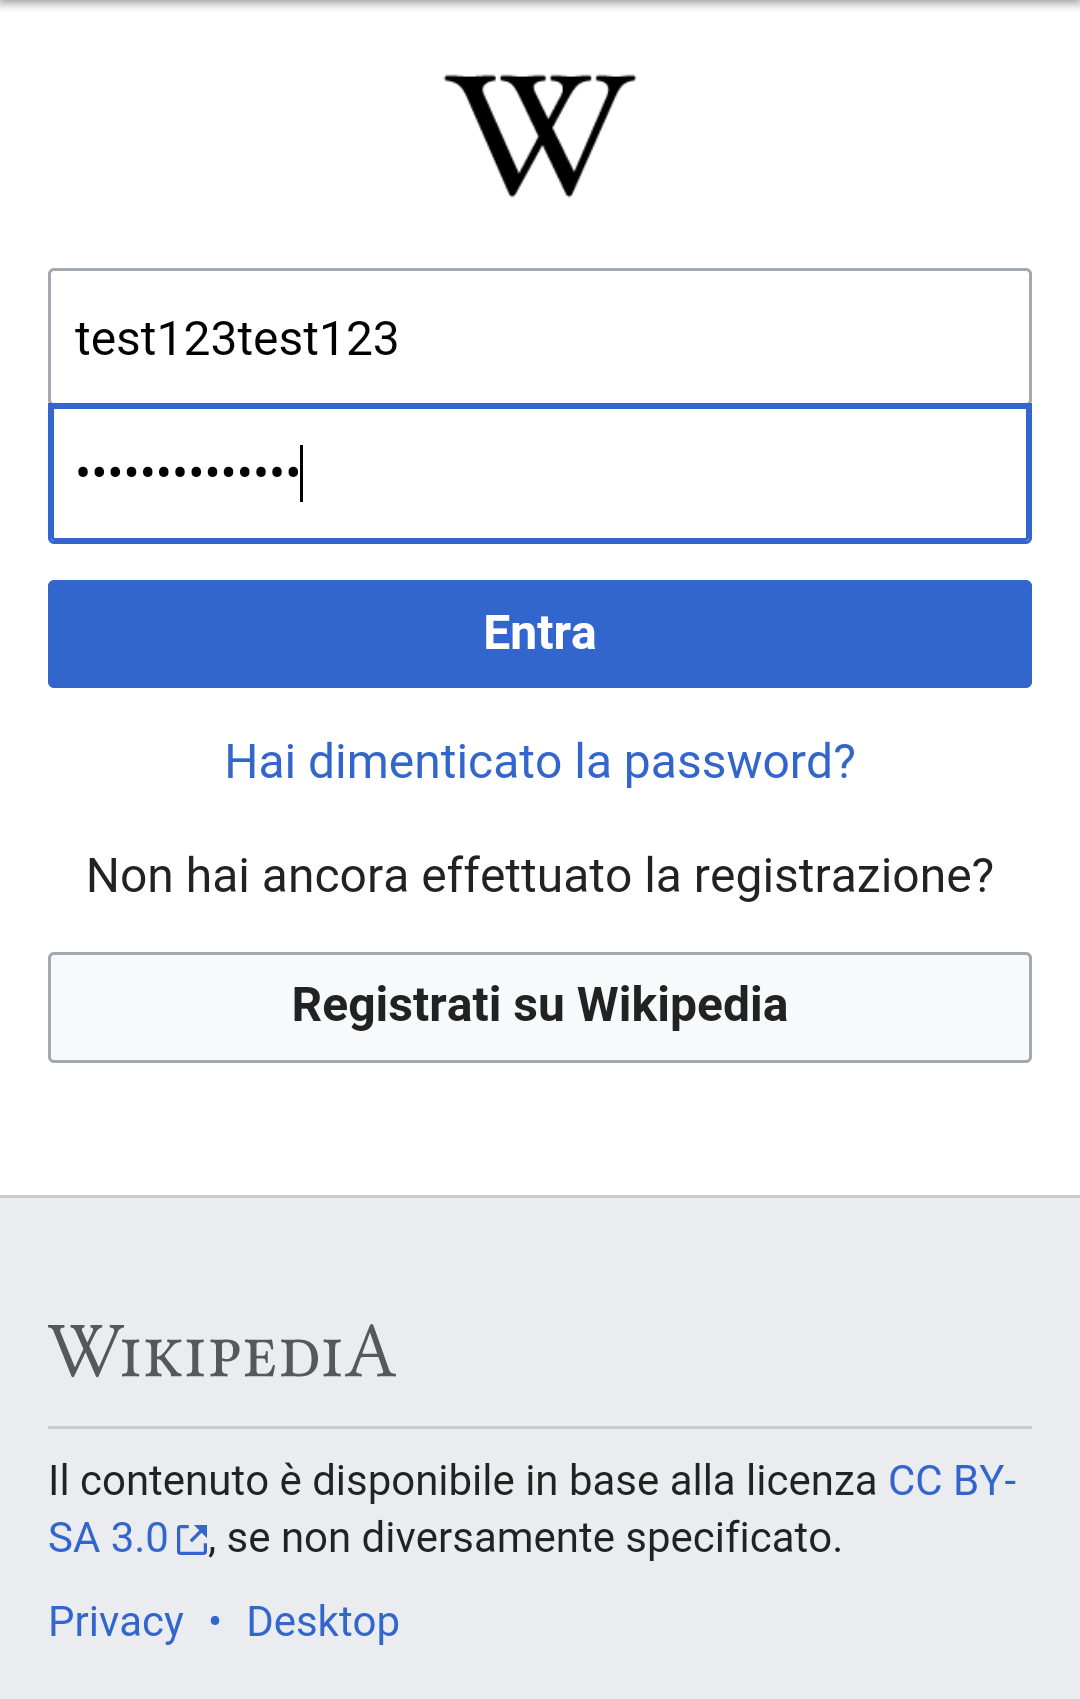 W
test123test123
••••••••••••••
Entra
Hai dimenticato la password?
Non hai ancora effettuato la registrazione?
Registrati su Wikipedia
WIKIPEDIA
Il contenuto è disponibile in base alla licenza CC BY-
SA 3.0, se non diversamente specificato.
Privacy • Desktop